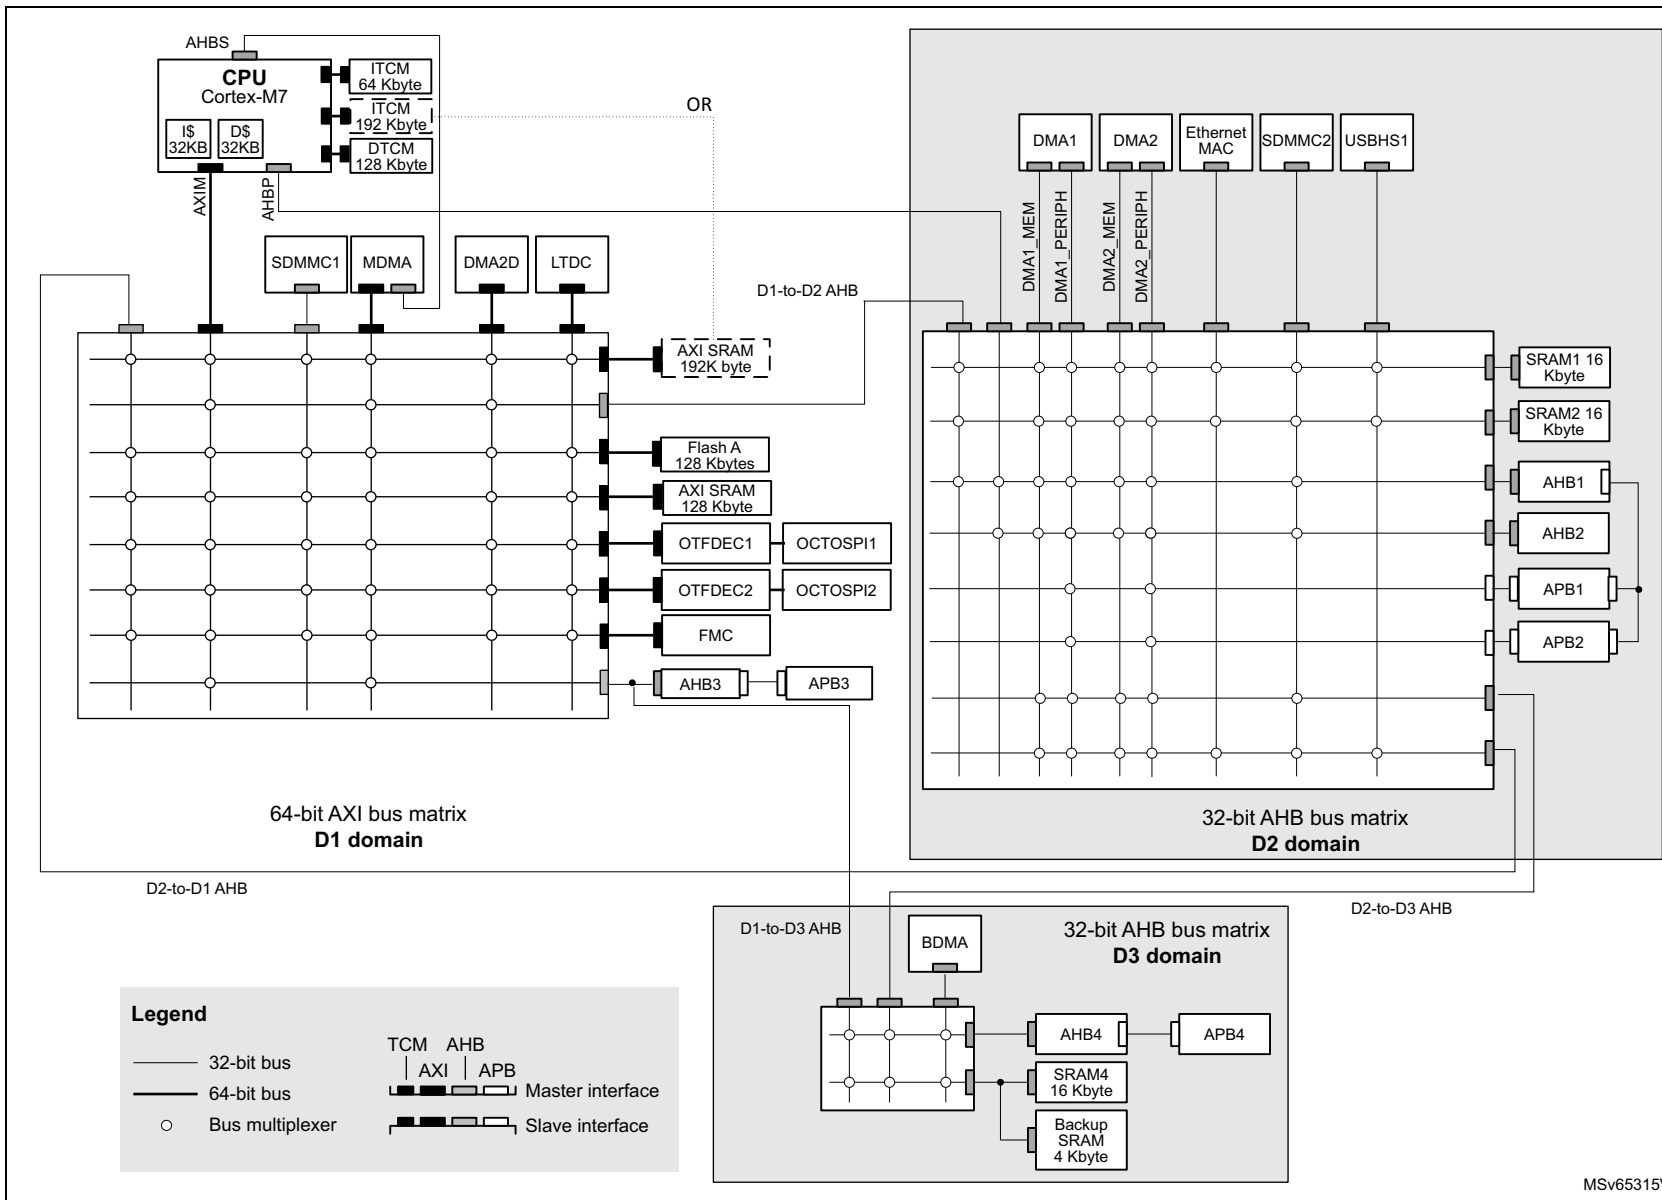 AHBS
CPU
Cortex-M7
I$
32KB
D$
32KB
ITCM
64 Kbyte
ITCM
192 Kbyte
DTCM
128 Kbyte
OR
AXIM
AHBP
SDMMC1
MDMA
DMA2D
LTDC
D1-to-D2 AHB
AXI SRAM
192K byte
Flash A
128 Kbytes
AXI SRAM
128 Kbyte
OTFDEC1
OCTOSPI1
OTFDEC2
OCTOSPI2
FMC
AHB3
APB3
64-bit AXI bus matrix
D1 domain
DMA1
DMA2
Ethernet
MAC
SDMMC2
USBHS1
DMA1_MEM
DMA1_PERIPH
DMA2_MEM
DMA2_PERIPH
SRAM1 16
Kbyte
SRAM2 16
Kbyte
AHB1
AHB2
APB1
APB2
32-bit AHB bus matrix
D2 domain
D2-to-D1 AHB
D2-to-D3 AHB
D1-to-D3 AHB
BDMA
32-bit AHB bus matrix
D3 domain
AHB4
APB4
SRAM4
16 Kbyte
Backup
SRAM
4 Kbyte
Legend
32-bit bus
64-bit bus
Bus multiplexer
TCM
AHB
AXI
APB
Master interface
Slave interface